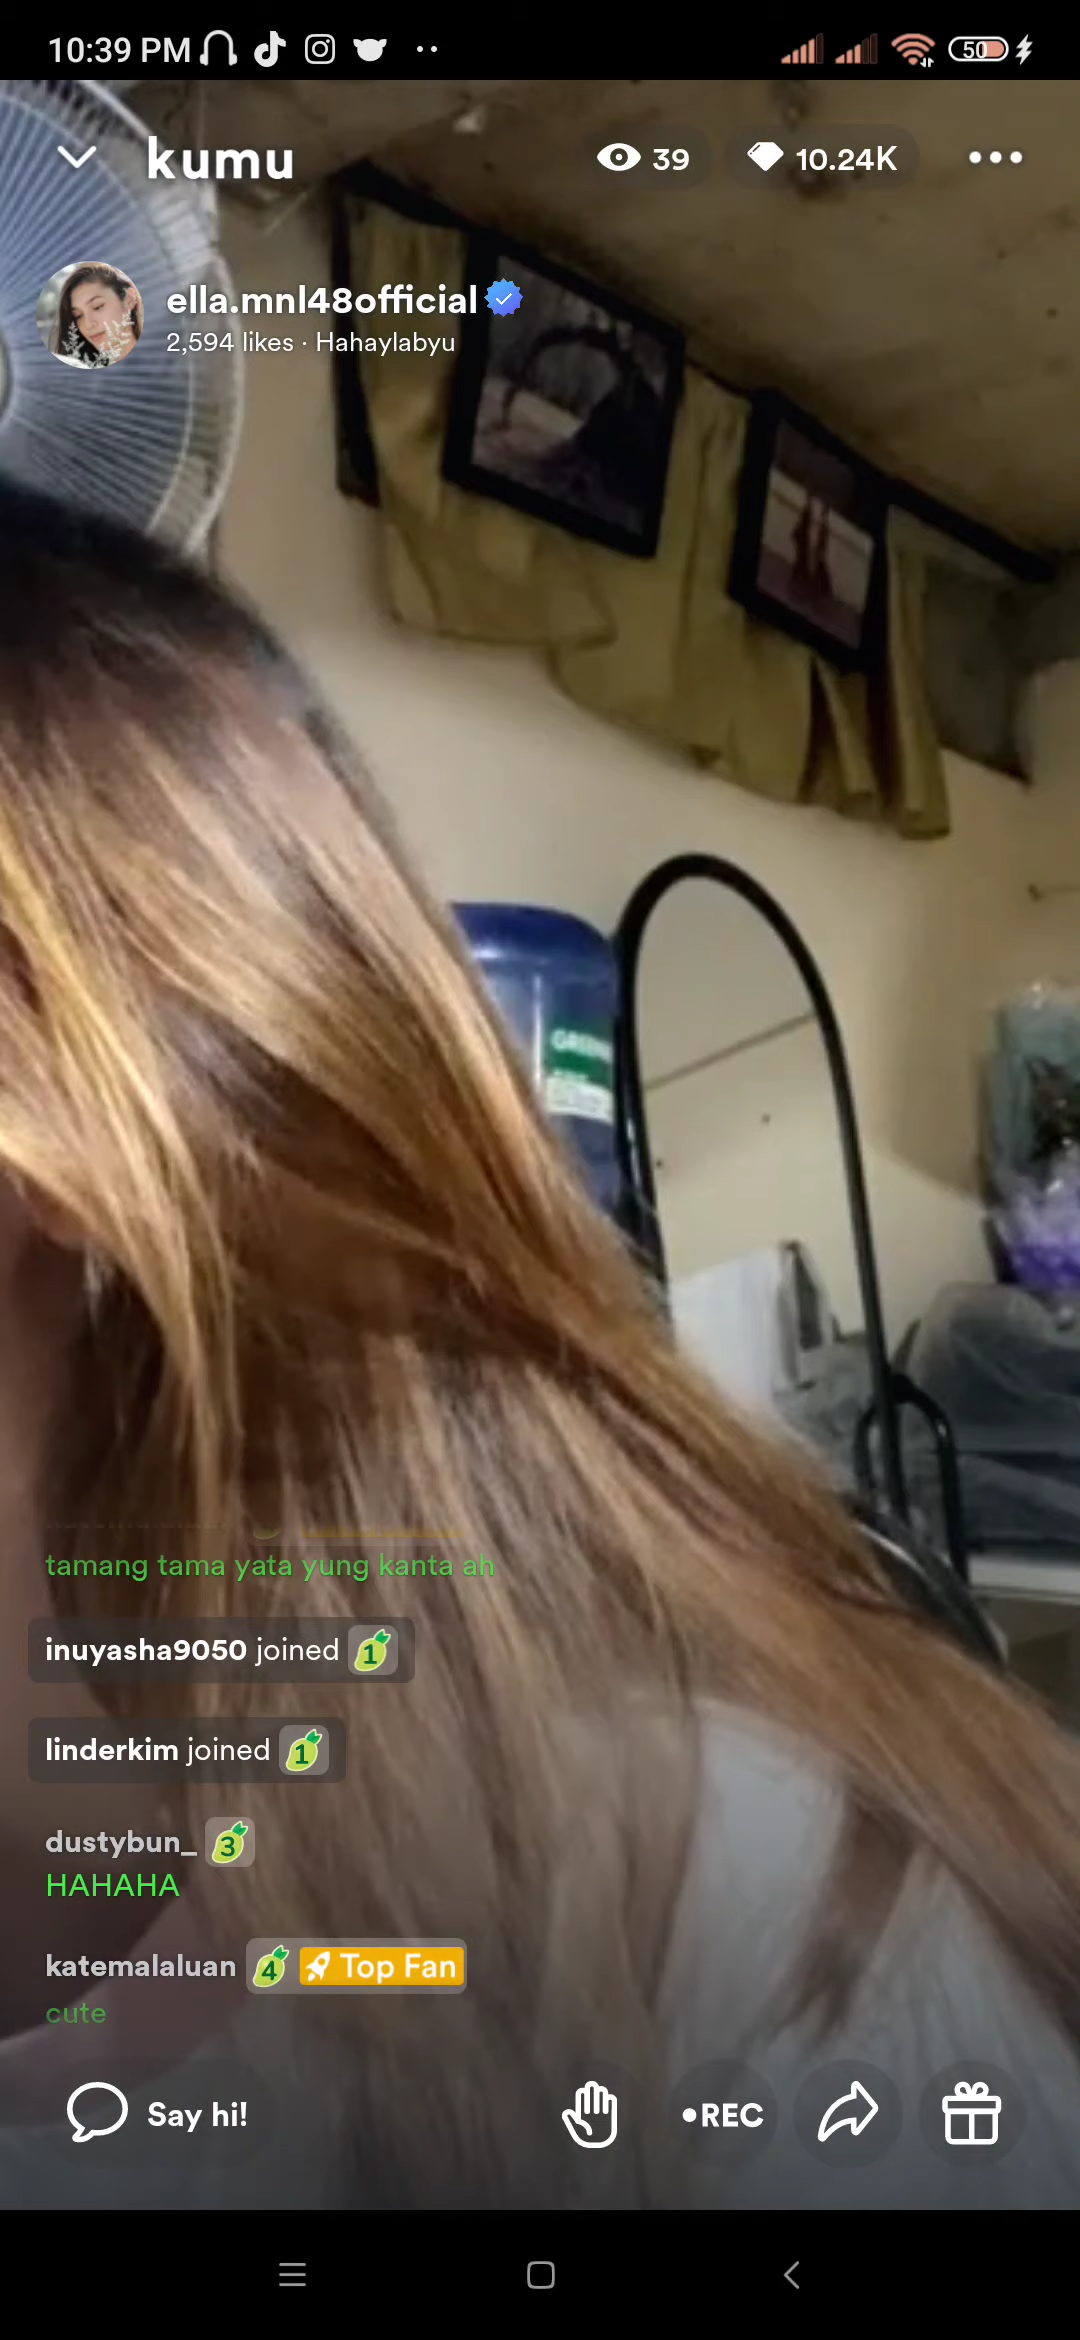 10:39 PM
50
kumu
39
10.24K
ella.mnl48official
2,594 likes · Hahaylabyu
GREEN
tamang tama yata yung kanta ah
inuyasha9050 joined 1
linderkim joined 1
dustybun_ 3
HAHAHA
katemalaluan 4 Top Fan
cute
Say hi!
•REC